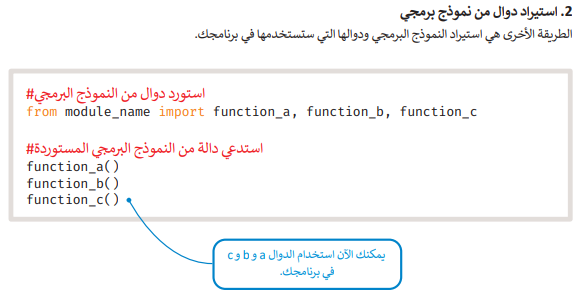 2. استيراد دوال من نموذج برمجي
الطريقة الأخرى هي استيراد النموذج البرمجي ودوالها التي ستستخدمها في برنامجك.
#استورد دوال من النموذج البرمجي
from module_name import function_a, function_b, function_c
#استدعي دالة من النموذج البرمجي المستوردة
function_a()
function_b()
function_c()
يمكنك الآن استخدام الدوال a و b و c
في برنامجك.